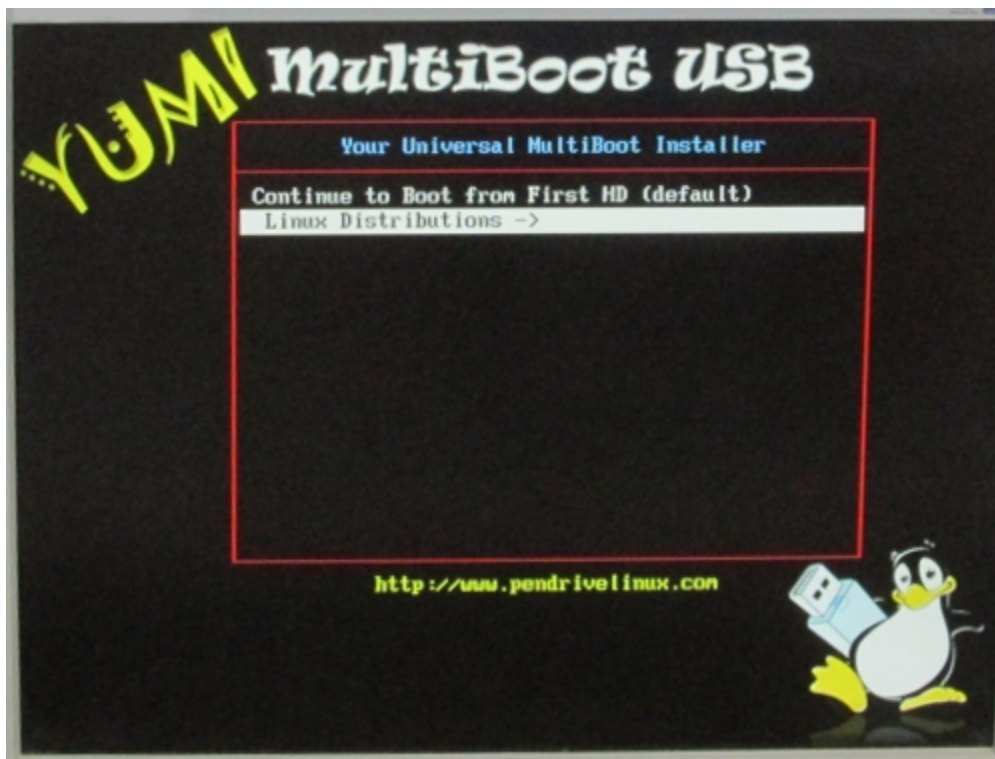 YUMI MultiBoot USB
Your Universal MultiBoot Installer
Continue to Boot from First HD (default)
Linux Distributions ->
http://www.pendrivelinux.com